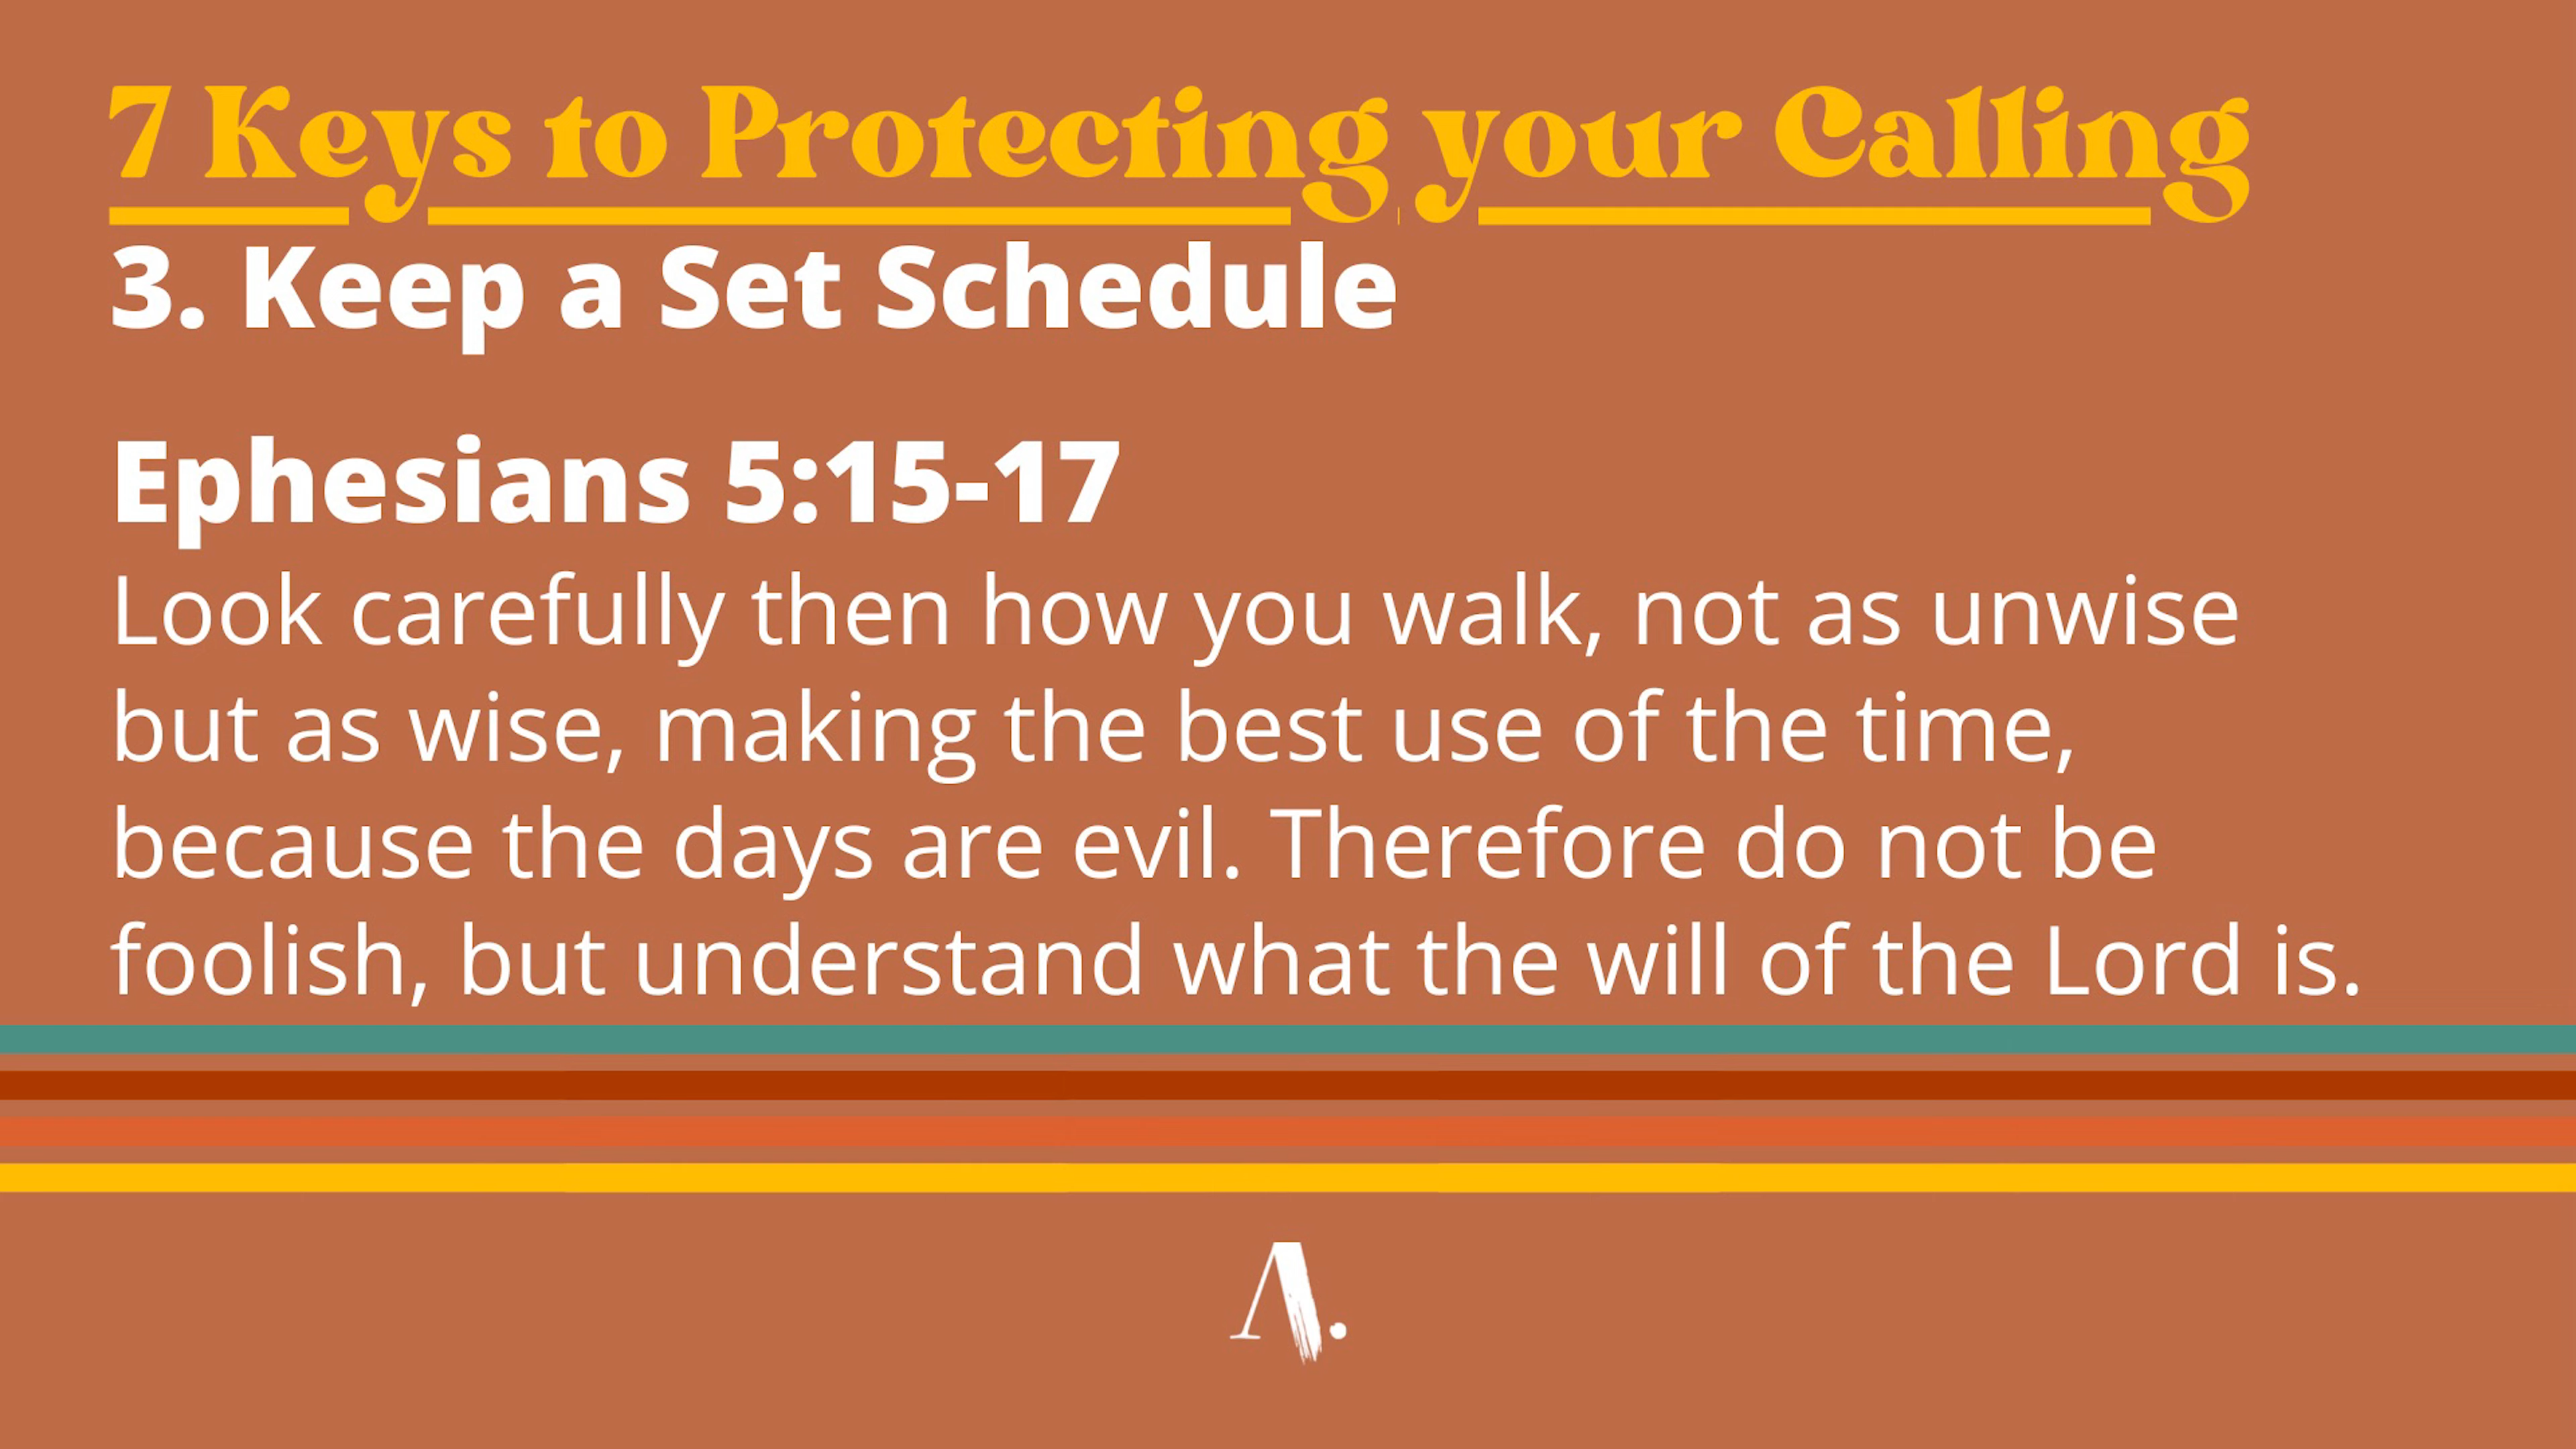 7 Keys to Protecting your Calling
3. Keep a Set Schedule
Ephesians 5:15-17
Look carefully then how you walk, not as unwise
but as wise, making the best use of the time,
because the days are evil. Therefore do not be
foolish, but understand what the will of the Lord is.
A.